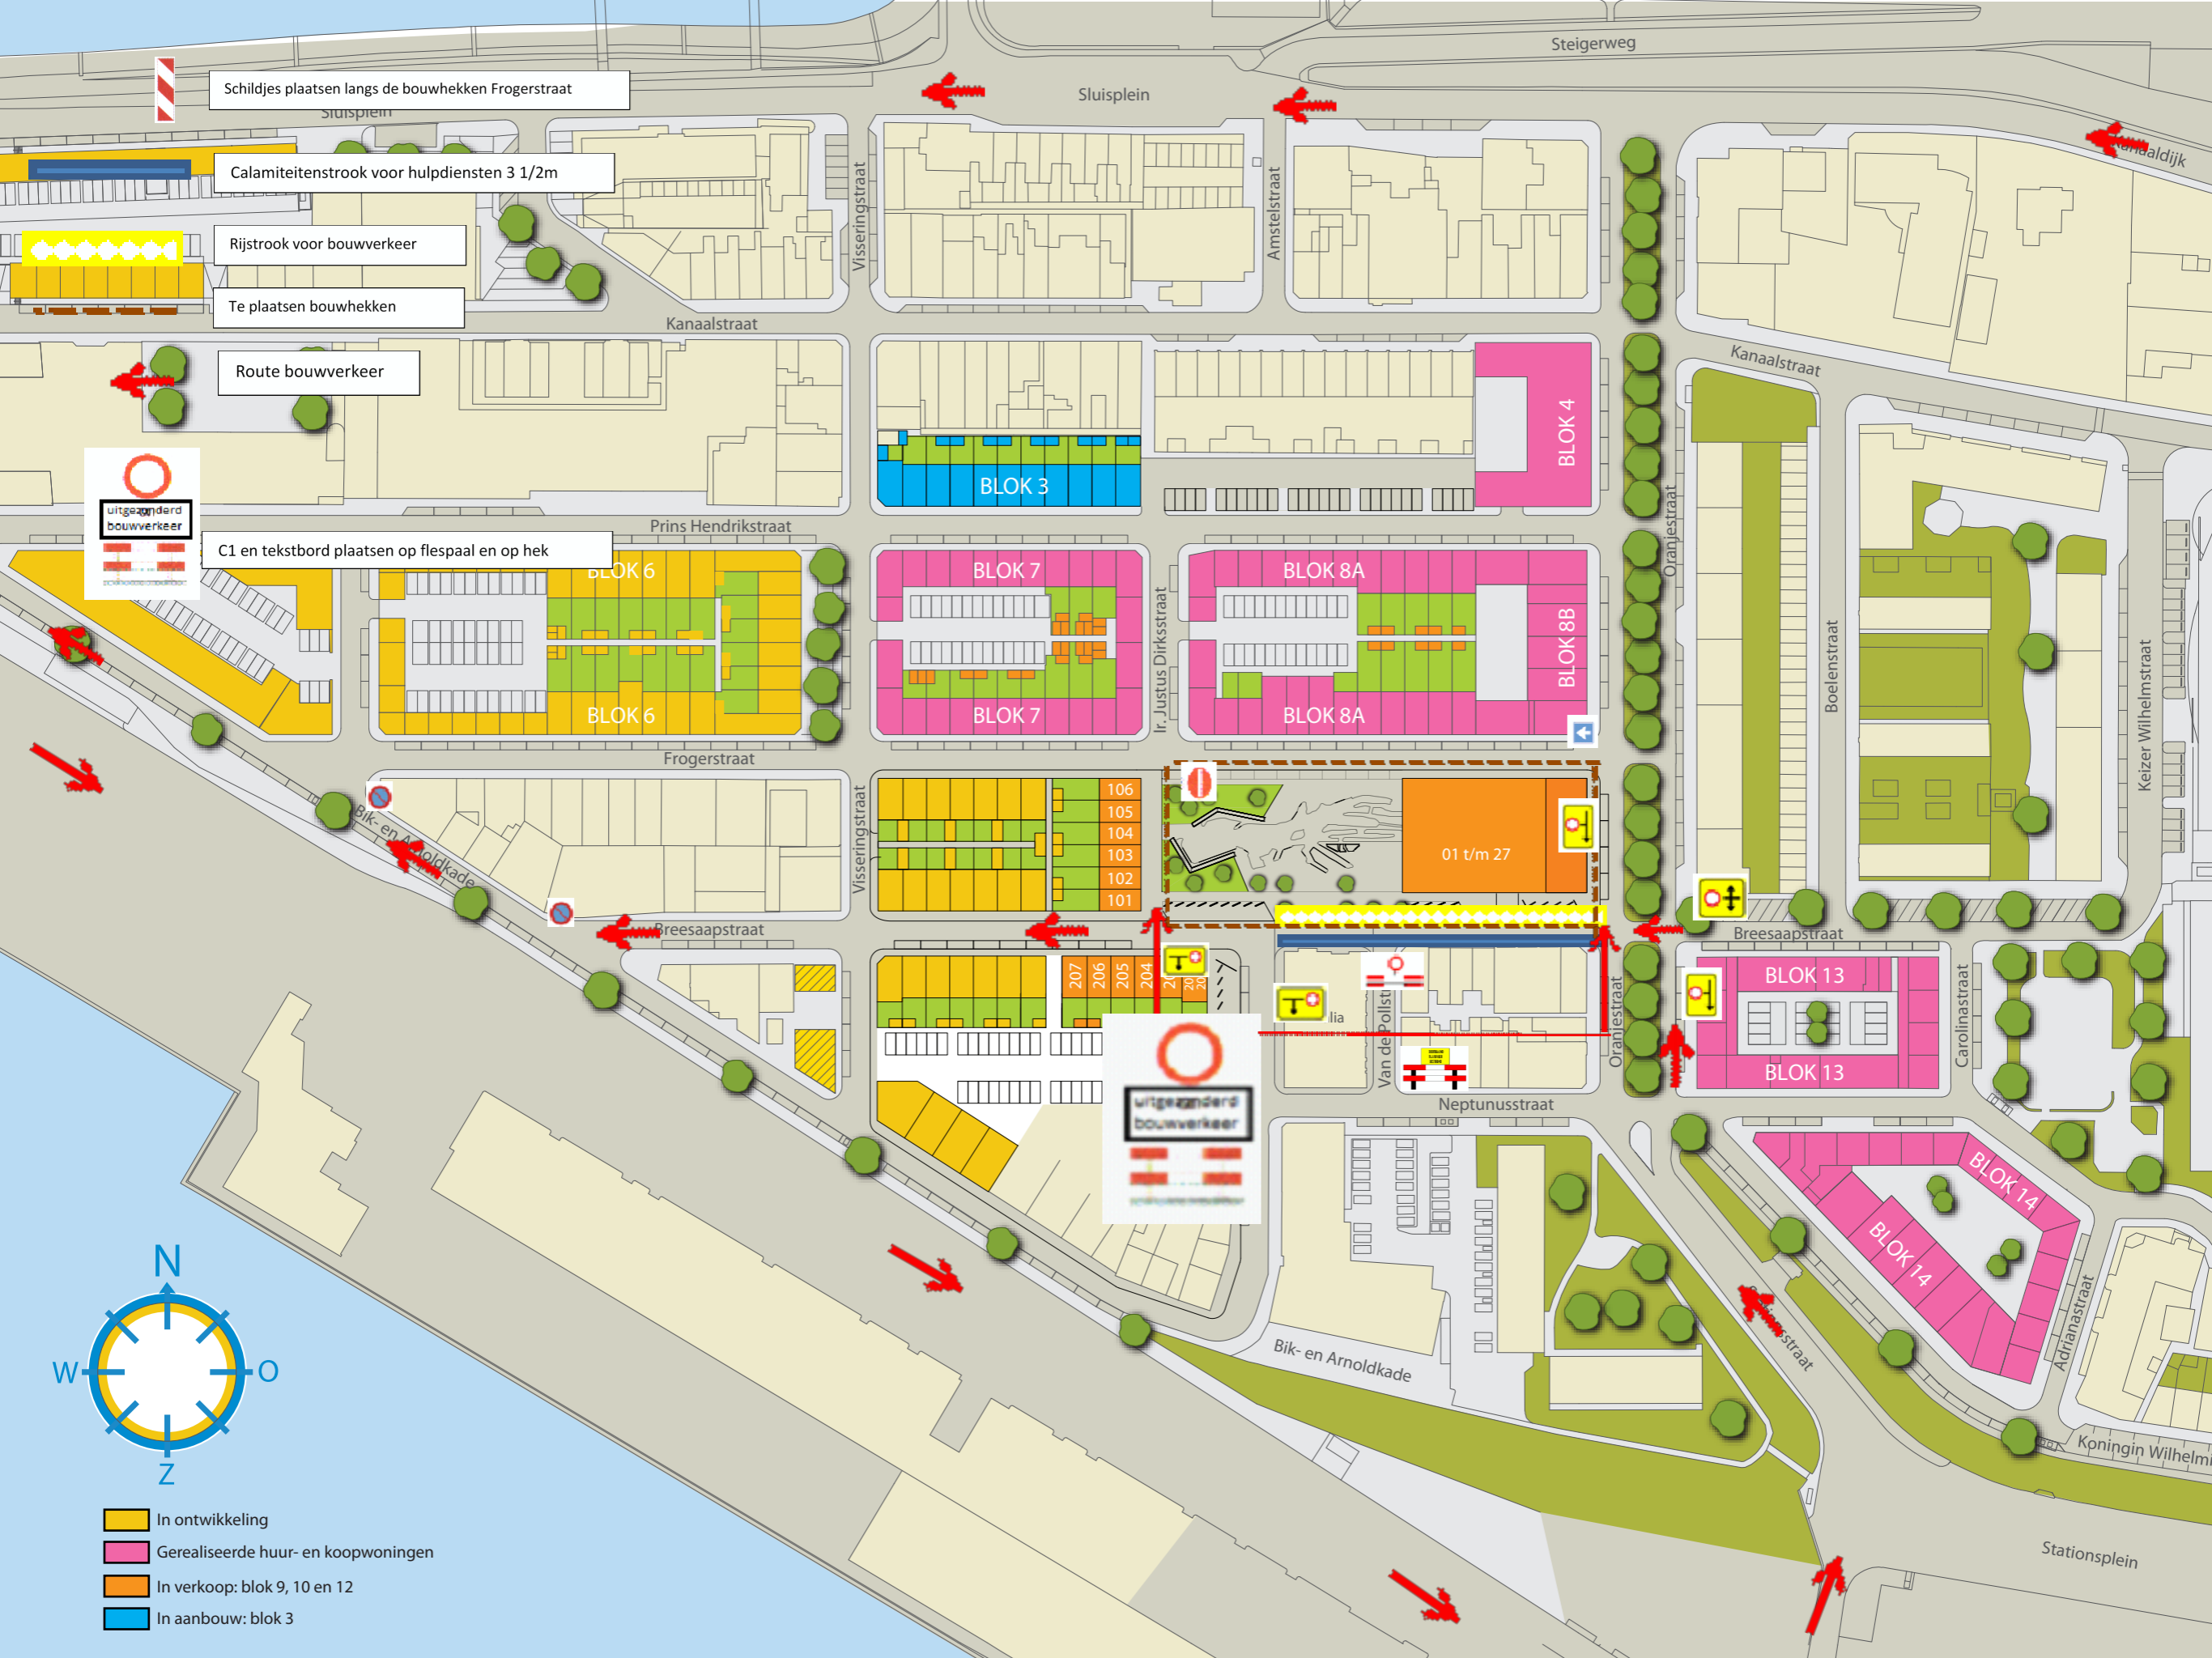 Steigerweg
Schildjes plaatsen langs de bouwhekken Frogerstraat
Sluisplein
Sluisplein
Calamiteitenstrook voor hulpdiensten 3 1/2m
Visseringstraat
Amstelstraat
Rijstrook voor bouwverkeer
Te plaatsen bouwhekken
Kanaalstraat
Kanaalstraat
Route bouwverkeer
BLOK 4
BLOK 3
Oranjestraat
uitgezonderd
bouwverkeer
Prins Hendrikstraat
C1 en tekstbord plaatsen op flespaal en op hek
BLOK 6
BLOK 7
BLOK 8A
BLOK 8B
Ir. Justus Dirksstraat
Boelenstraat
Keizer Wilhelmstraat
BLOK 6
BLOK 7
BLOK 8A
Frogerstraat
Bik- en Arnoldkade
Visseringstraat
106
105
104
103
102
101
01 t/m 27
Breesaapstraat
Breesaapstraat
207
206
205
204
BLOK 13
Carolinastraat
Oranjestraat
BLOK 13
Neptunusstraat
uitgezonderd
bouwverkeer
BLOK 14
BLOK 14
Adrianastraat
Bik- en Arnoldkade
Stationsplein
N
W
O
Z
In ontwikkeling
Gerealiseerde huur- en koopwoningen
In verkoop: blok 9, 10 en 12
In aanbouw: blok 3